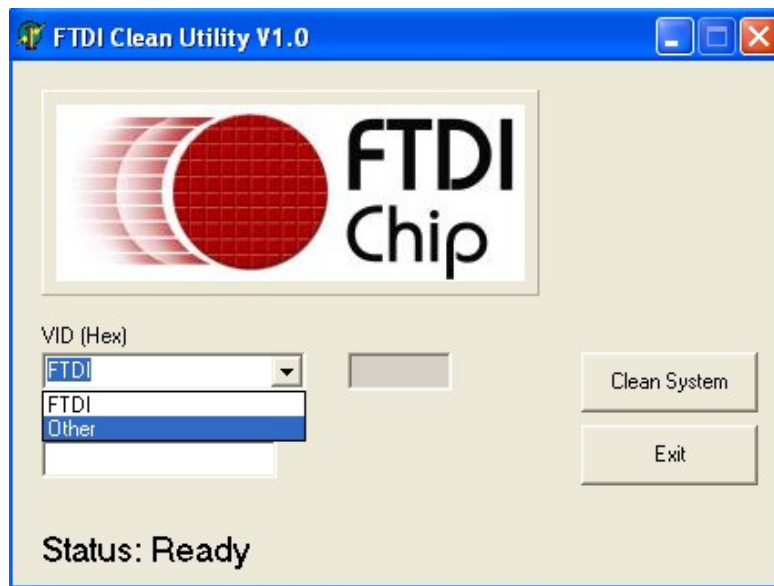 FTDI Clean Utility V1.0
FTDI
Chip
VID (Hex)
FTDI
FTDI
Other
Clean System
Exit
Status: Ready